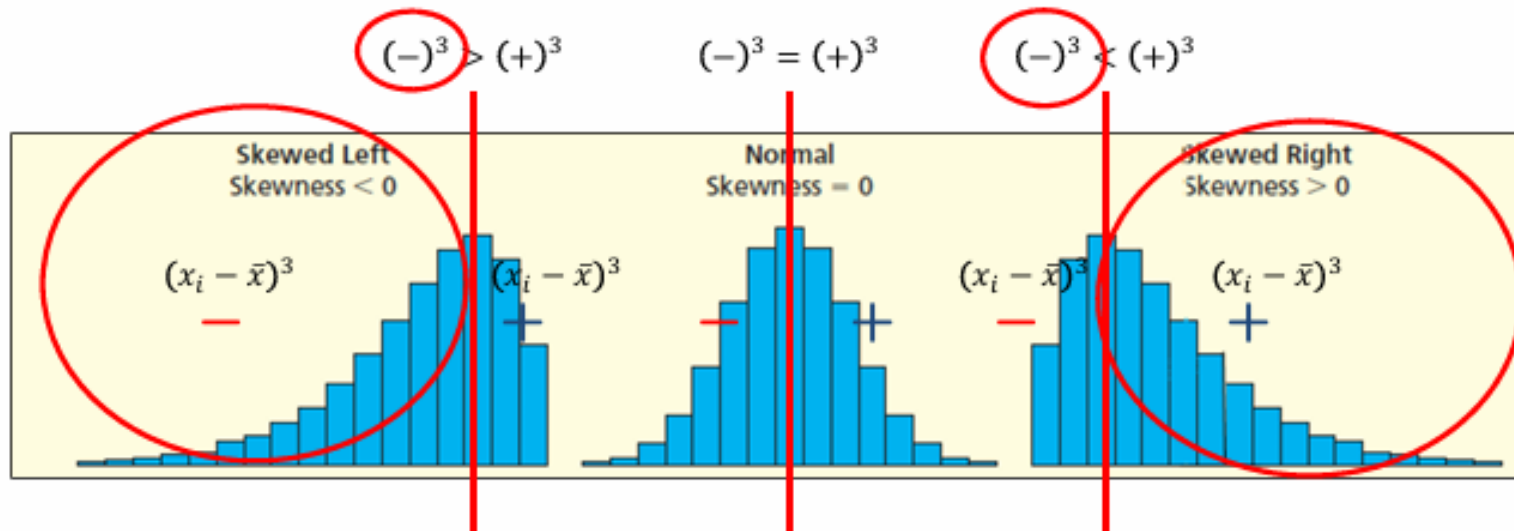 (−)³ > (+)³ (−)³ = (+)³ (−)³ < (+)³
Skewed Left Normal Skewed Right
Skewness < 0 Skewness = 0 Skewness > 0
(xᵢ − x̄)³ (xᵢ − x̄)³ (xᵢ − x̄)³ (xᵢ − x̄)³
− + − + − +